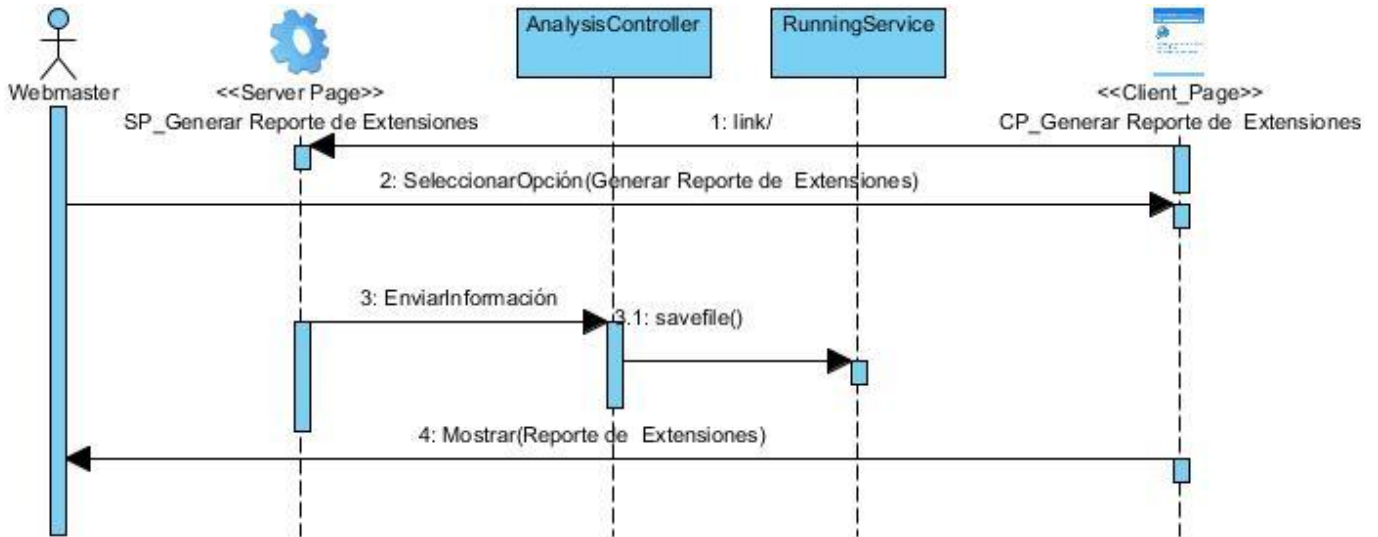 AnalysisController
RunningService
Webmaster
<<Server Page>>
SP_Generar Reporte de Extensiones
<<Client_Page>>
CP_Generar Reporte de Extensiones
1: link/
2: SeleccionarOpción(Generar Reporte de Extensiones)
3: EnviarInformación
3.1: savefile()
4: Mostrar(Reporte de Extensiones)